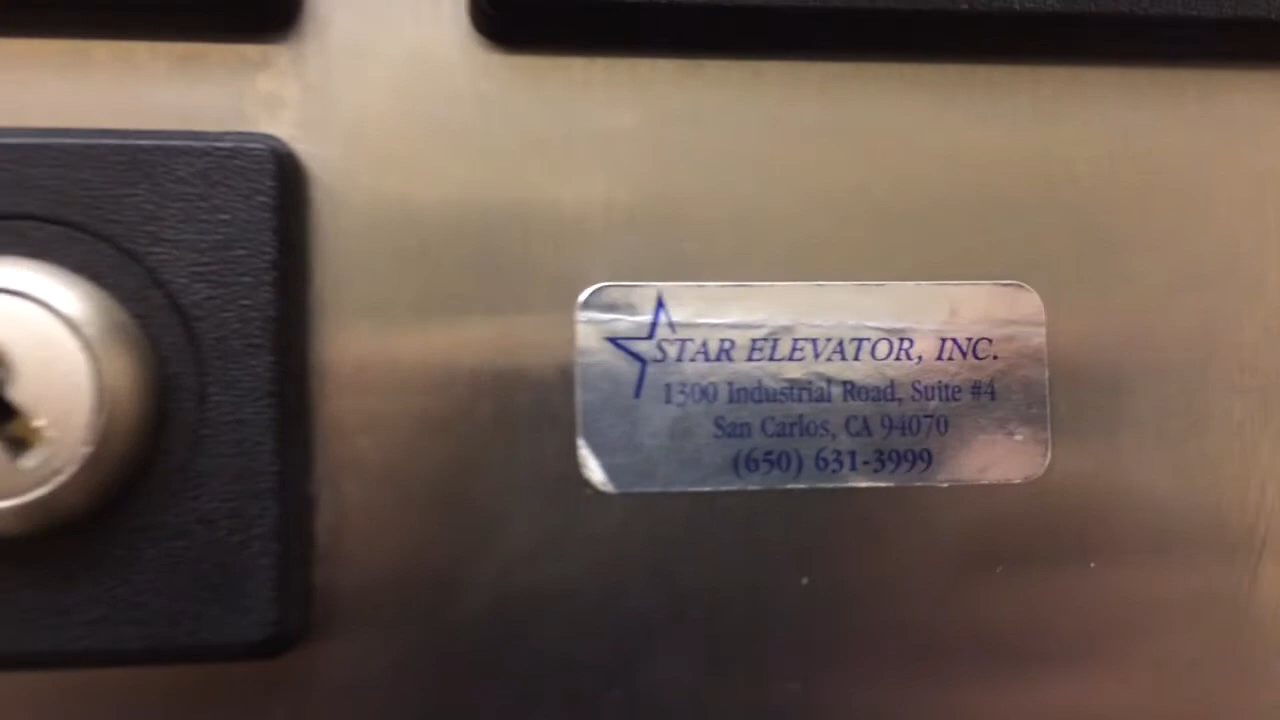 STAR ELEVATOR, INC.
1300 Industrial Road, Suite #4
San Carlos, CA 94070
(650) 631-3999